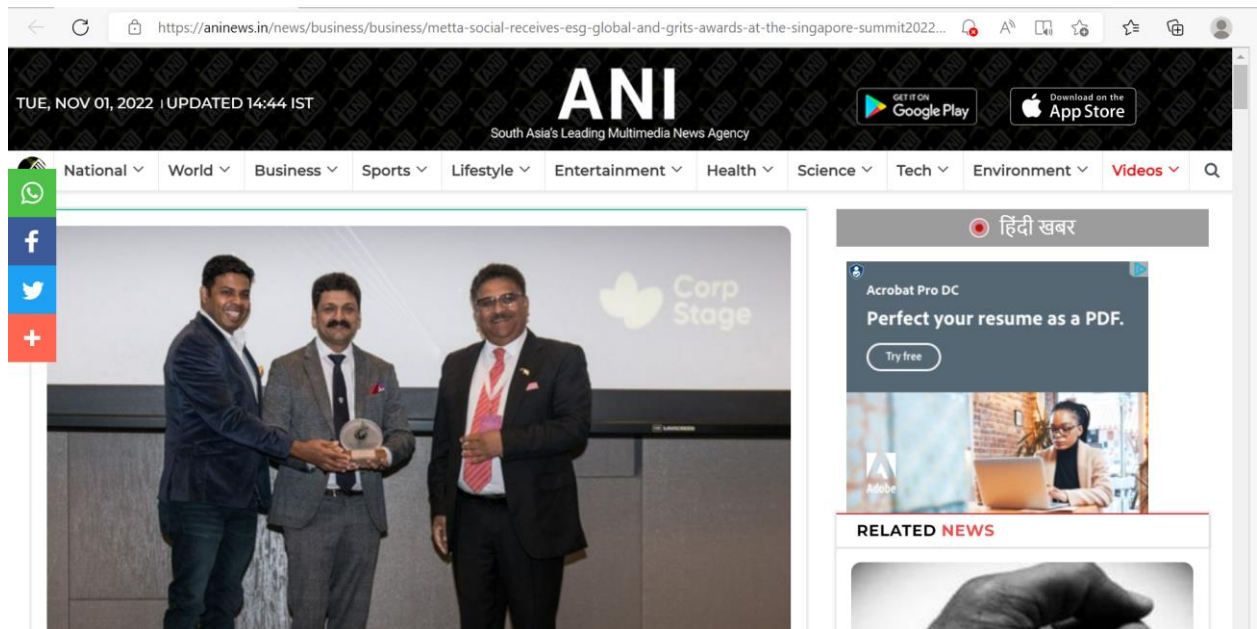 https://aninews.in/news/business/business/metta-social-receives-esg-global-and-grits-awards-at-the-singapore-summit2022...
TUE, NOV 01, 2022 | UPDATED 14:44 IST
ANI
South Asia's Leading Multimedia News Agency
GET IT ON
Google Play
Download on the
App Store
National World Business Sports Lifestyle Entertainment Health Science Tech Environment Videos
Corp
Stage
हिंदी खबर
Acrobat Pro DC
Perfect your resume as a PDF.
Try free
Adobe
RELATED NEWS